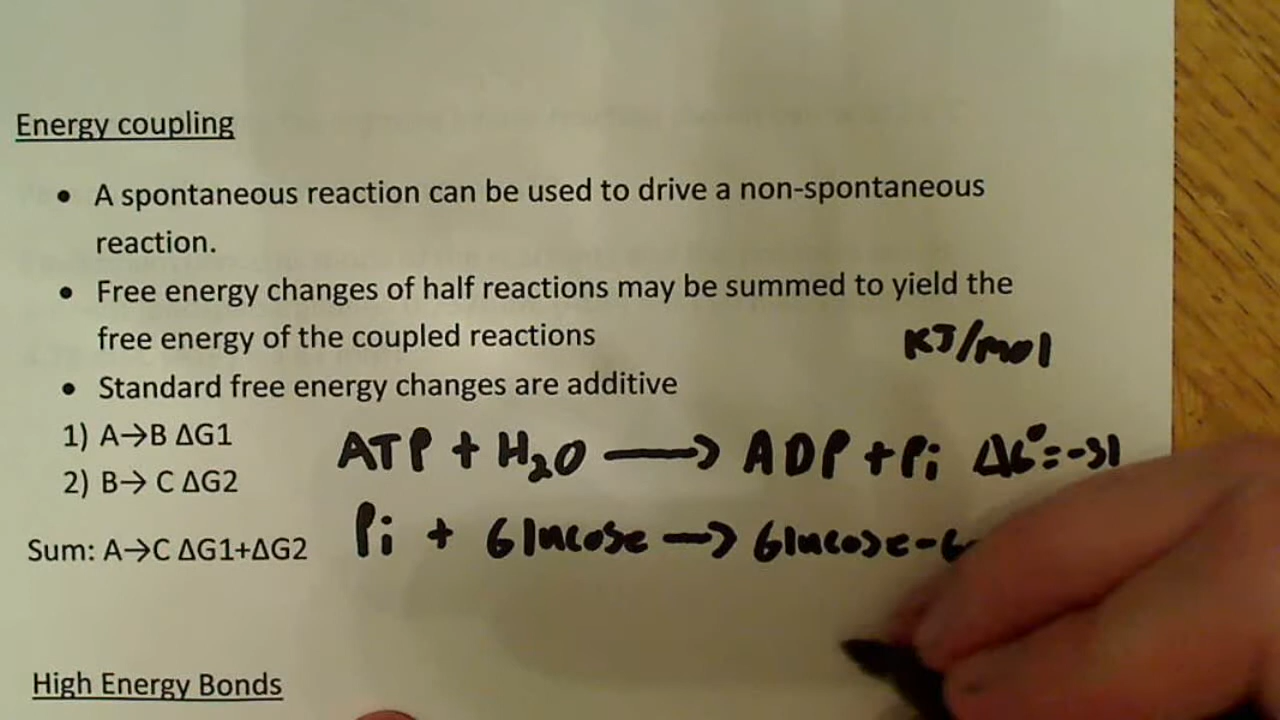 Energy coupling
• A spontaneous reaction can be used to drive a non-spontaneous
reaction.
• Free energy changes of half reactions may be summed to yield the
free energy of the coupled reactions
KJ/mol
• Standard free energy changes are additive
1) A→B ΔG1
ATP + H₂O → ADP + Pi ΔG°=-31
2) B→ C ΔG2
Pi + Glucose → Glucose-6
Sum: A→C ΔG1+ΔG2
High Energy Bonds